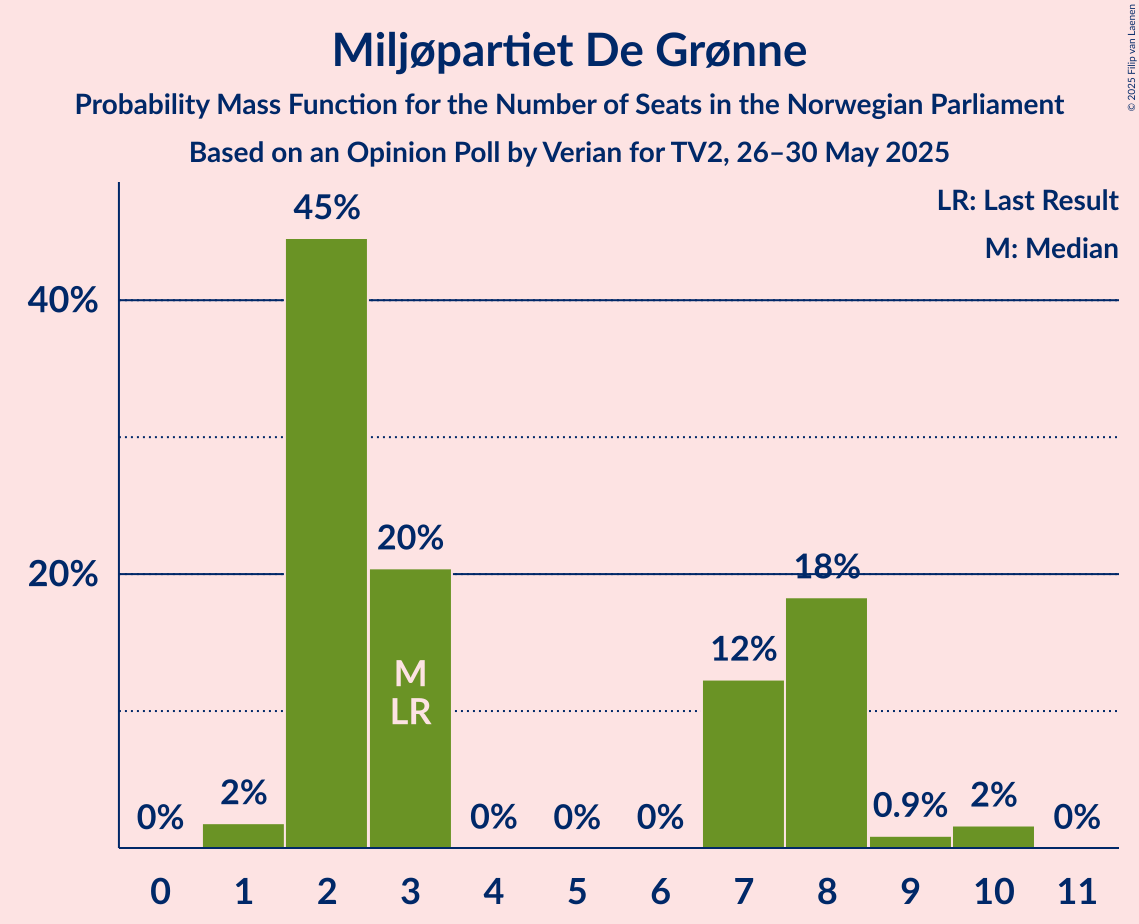 Miljøpartiet De Grønne
Probability Mass Function for the Number of Seats in the Norwegian Parliament
Based on an Opinion Poll by Verian for TV2, 26–30 May 2025
© 2025 Filip van Laenen
LR: Last Result
M: Median
45%
40%
20%
20%
18%
12%
M
LR
0%
2%
0%
0%
0%
0.9%
2%
0%
0 1 2 3 4 5 6 7 8 9 10 11